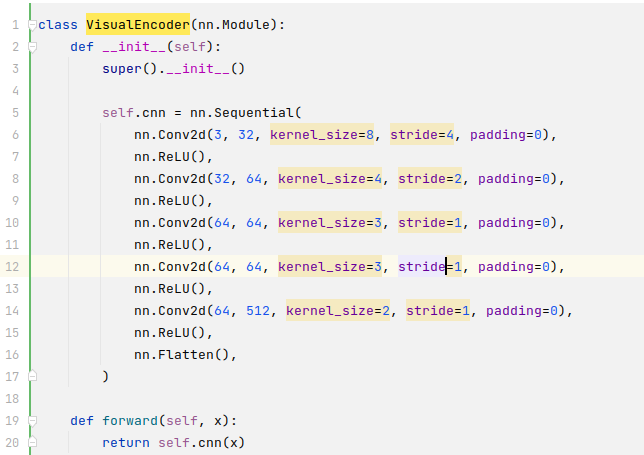 1 class VisualEncoder(nn.Module):
2     def __init__(self):
3         super().__init__()
4
5         self.cnn = nn.Sequential(
6             nn.Conv2d(3, 32, kernel_size=8, stride=4, padding=0),
7             nn.ReLU(),
8             nn.Conv2d(32, 64, kernel_size=4, stride=2, padding=0),
9             nn.ReLU(),
10             nn.Conv2d(64, 64, kernel_size=3, stride=1, padding=0),
11             nn.ReLU(),
12             nn.Conv2d(64, 64, kernel_size=3, stride=1, padding=0),
13             nn.ReLU(),
14             nn.Conv2d(64, 512, kernel_size=2, stride=1, padding=0),
15             nn.ReLU(),
16             nn.Flatten(),
17         )
18
19     def forward(self, x):
20         return self.cnn(x)